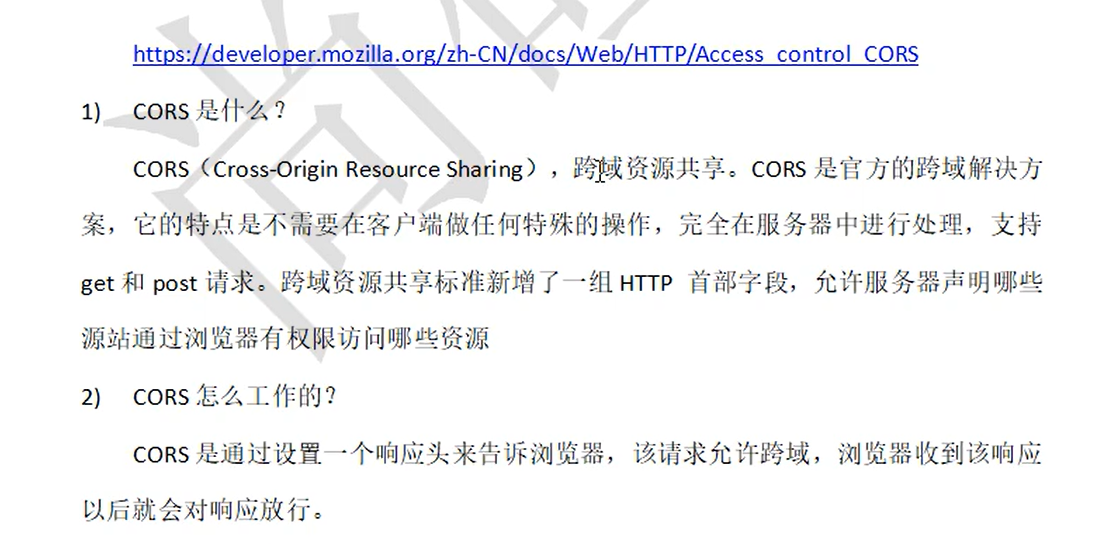 https://developer.mozilla.org/zh-CN/docs/Web/HTTP/Access_control_CORS
1) CORS 是什么？
CORS（Cross-Origin Resource Sharing），跨域资源共享。CORS 是官方的跨域解决方
案，它的特点是不需要在客户端做任何特殊的操作，完全在服务器中进行处理，支持
get 和 post 请求。跨域资源共享标准新增了一组 HTTP 首部字段，允许服务器声明哪些
源站通过浏览器有权限访问哪些资源
2) CORS 怎么工作的？
CORS 是通过设置一个响应头来告诉浏览器，该请求允许跨域，浏览器收到该响应
以后就会对响应放行。